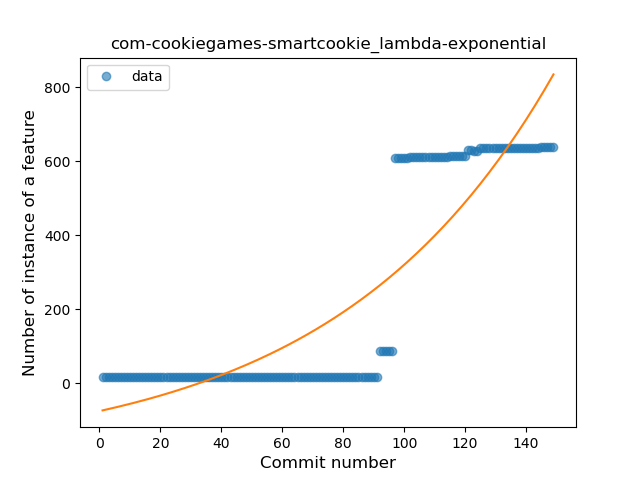 com-cookiegames-smartcookie_lambda-exponential
data
800
600
400
200
0
Number of instance of a feature
0 20 40 60 80 100 120 140
Commit number